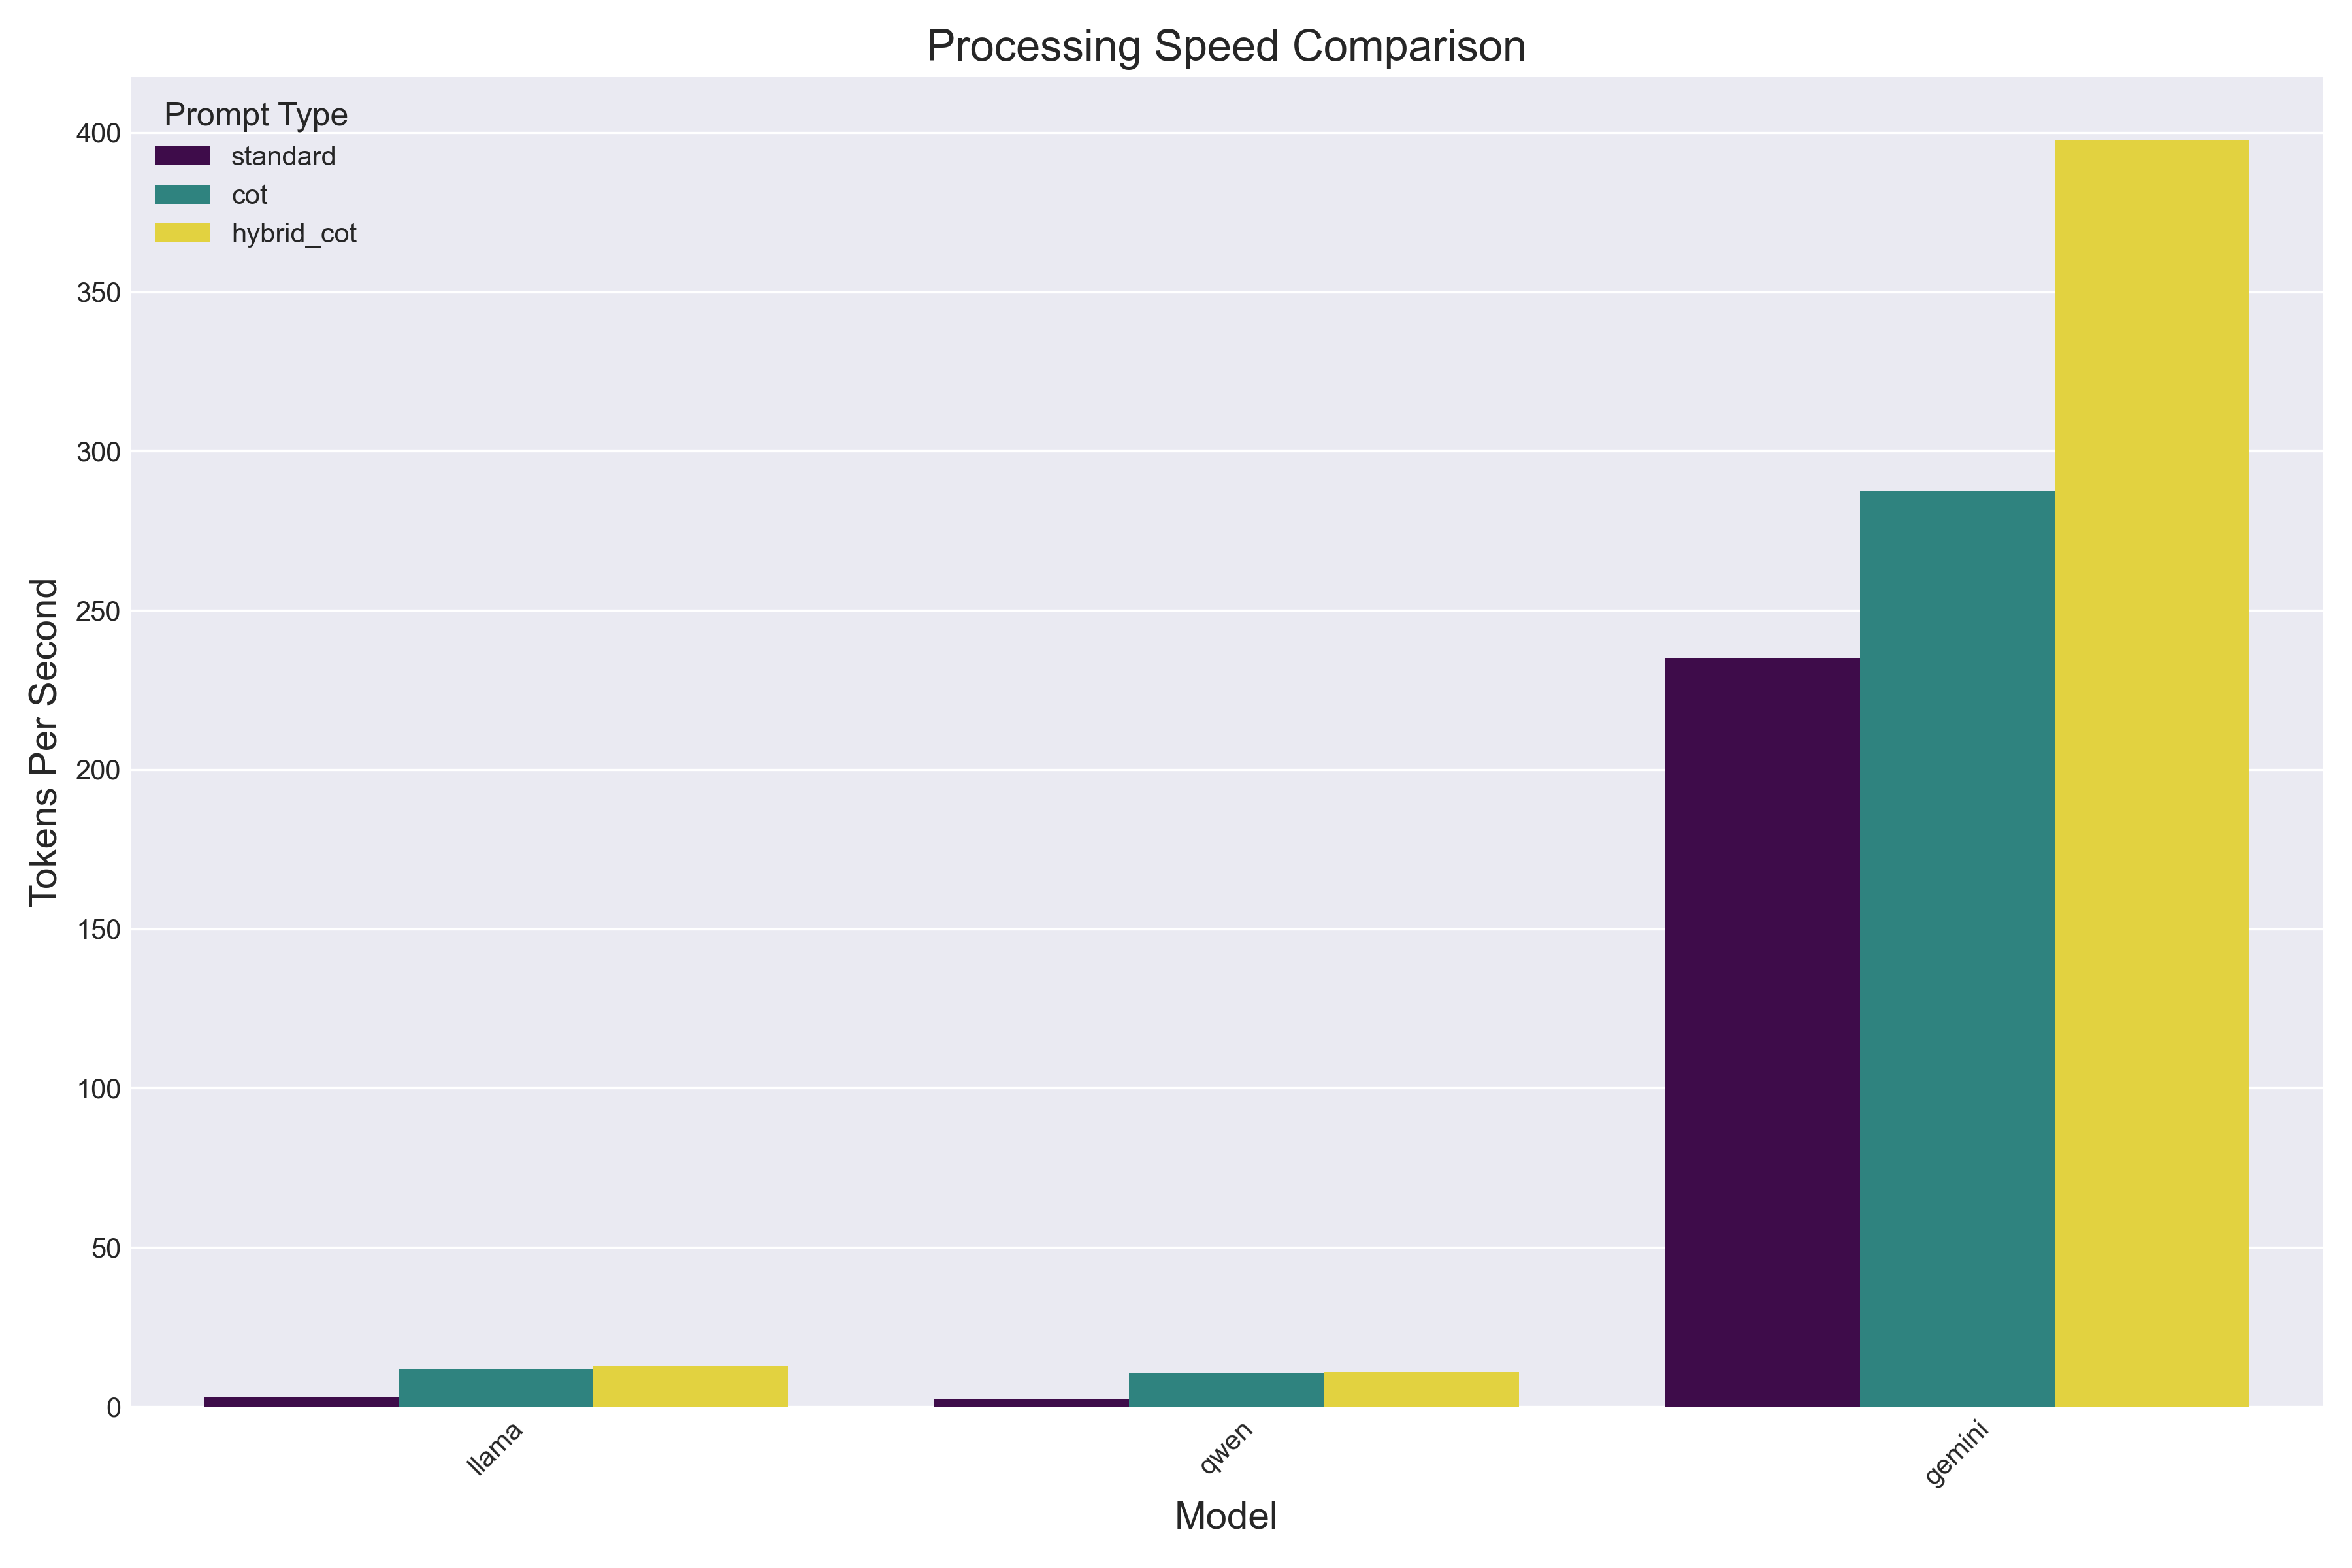 Processing Speed Comparison
Prompt Type
standard
cot
hybrid_cot
400
350
300
250
200
150
100
50
0
Tokens Per Second
llama
qwen
gemini
Model